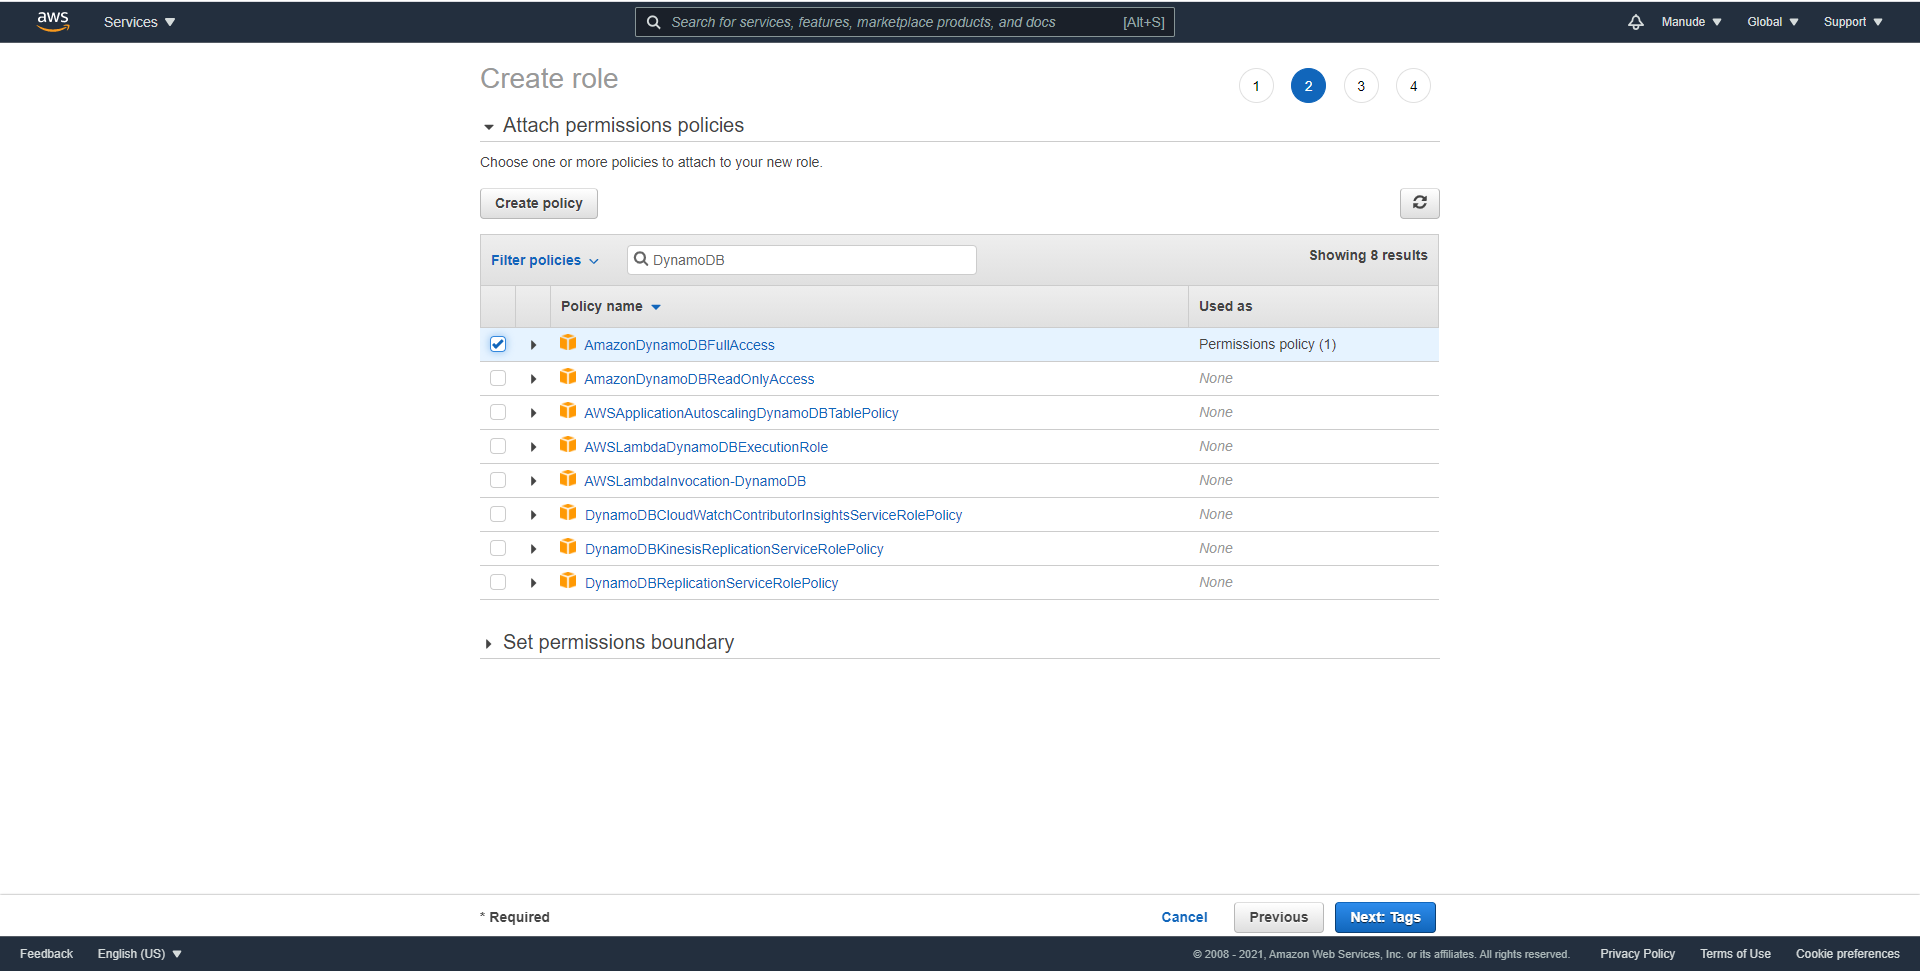 aws Services Search for services, features, marketplace products, and docs [Alt+S] Manude Global Support
Create role
1 2 3 4
Attach permissions policies
Choose one or more policies to attach to your new role.
Create policy
Filter policies DynamoDB Showing 8 results
Policy name Used as
AmazonDynamoDBFullAccess Permissions policy (1)
AmazonDynamoDBReadOnlyAccess None
AWSApplicationAutoscalingDynamoDBTablePolicy None
AWSLambdaDynamoDBExecutionRole None
AWSLambdaInvocation-DynamoDB None
DynamoDBCloudWatchContributorInsightsServiceRolePolicy None
DynamoDBKinesisReplicationServiceRolePolicy None
DynamoDBReplicationServiceRolePolicy None
Set permissions boundary
* Required Cancel Previous Next: Tags
Feedback English (US) © 2008 - 2021, Amazon Web Services, Inc. or its affiliates. All rights reserved. Privacy Policy Terms of Use Cookie preferences